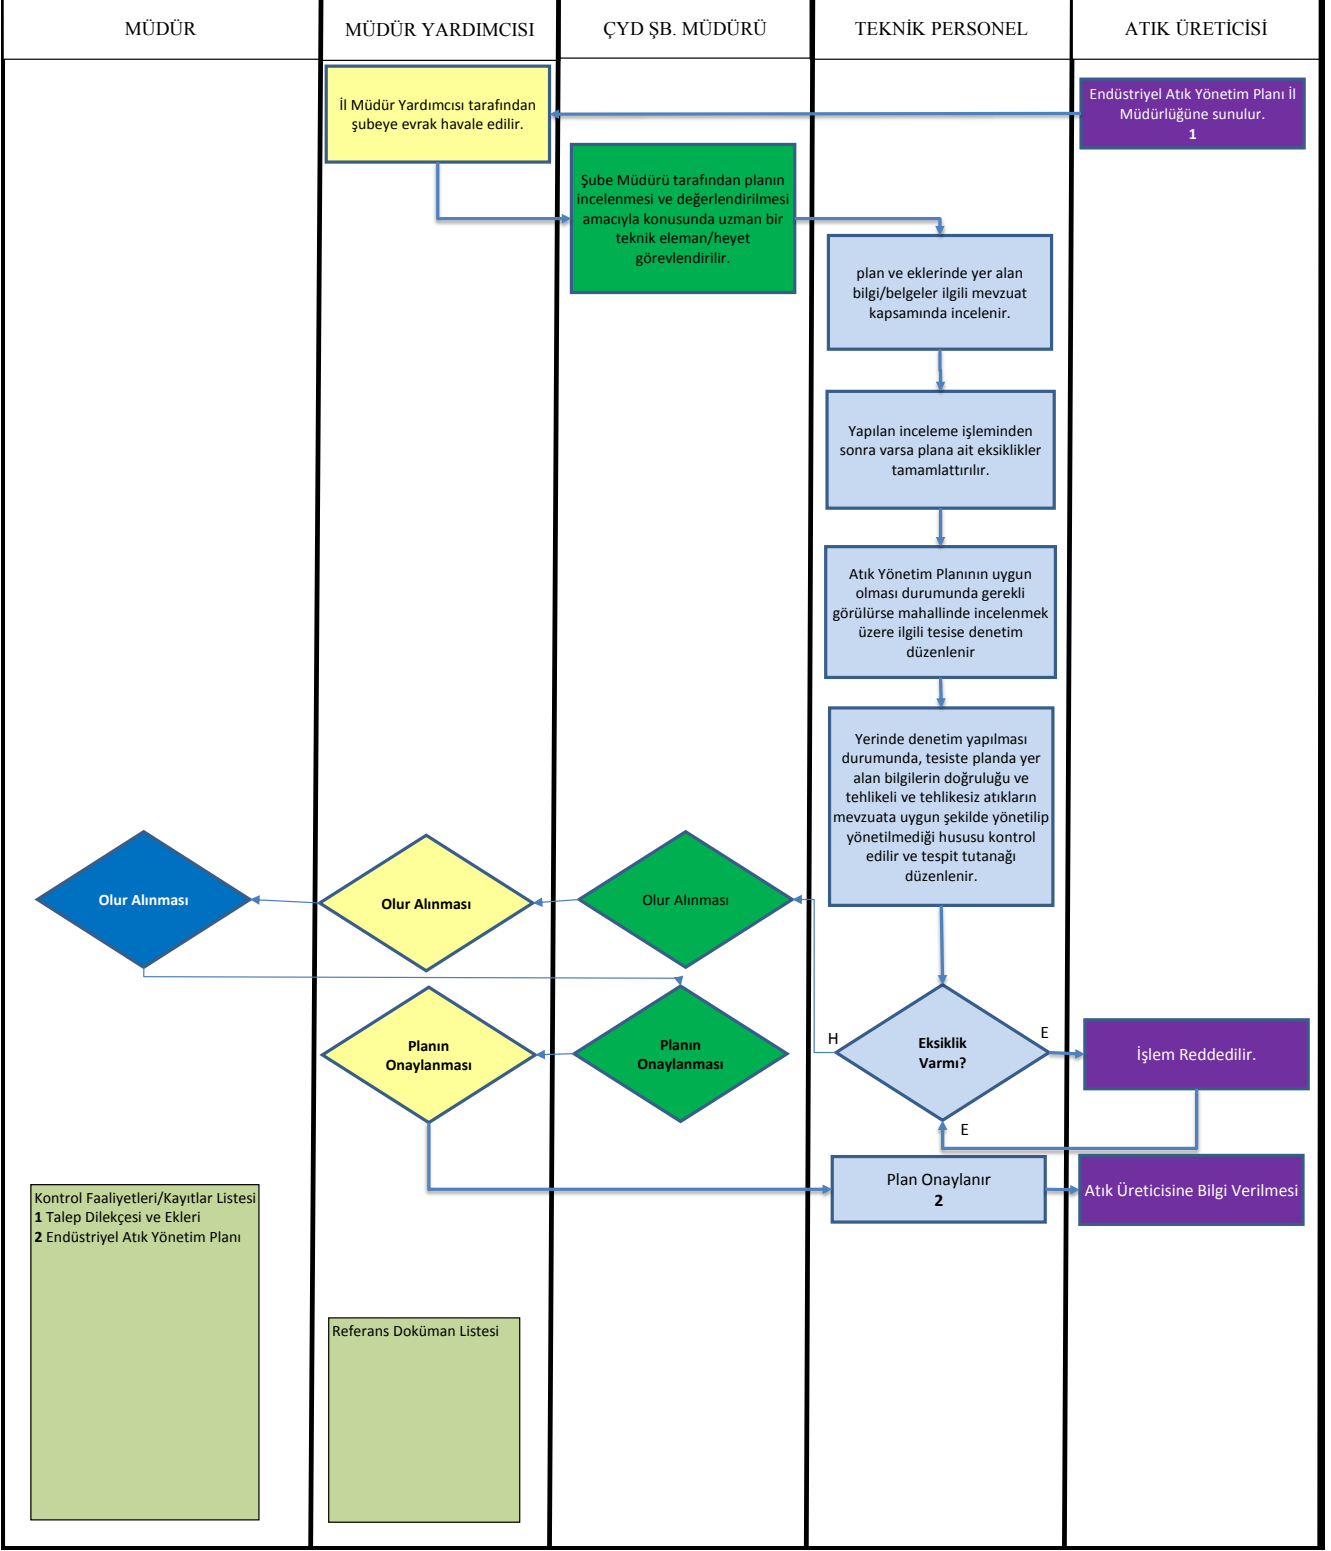 MÜDÜR
MÜDÜR YARDIMCISI
ÇYD ŞB. MÜDÜRÜ
TEKNİK PERSONEL
ATIK ÜRETİCİSİ
Endüstriyel Atık Yönetim Planı İl
Müdürlüğüne sunulur.
1
İl Müdür Yardımcısı tarafından
şubeye evrak havale edilir.
Şube Müdürü tarafından planın
incelenmesi ve değerlendirilmesi
amacıyla konusunda uzman bir
teknik eleman/heyet
görevlendirilir.
plan ve eklerinde yer alan
bilgi/belgeler ilgili mevzuat
kapsamında incelenir.
Yapılan inceleme işleminden
sonra varsa plana ait eksiklikler
tamamlattırılır.
Atık Yönetim Planının uygun
olması durumunda gerekli
görülürse mahallinde incelenmek
üzere ilgili tesise denetim
düzenlenir
Yerinde denetim yapılması
durumunda, tesiste planda yer
alan bilgilerin doğruluğu ve
tehlikeli ve tehlikesiz atıkların
mevzuata uygun şekilde yönetilip
yönetilmediği hususu kontrol
edilir ve tespit tutanağı
düzenlenir.
Olur Alınması
Olur Alınması
Olur Alınması
Planın
Onaylanması
Planın
Onaylanması
H
Eksiklik
Varmı?
E
İşlem Reddedilir.
E
Plan Onaylanır
2
Atık Üreticisine Bilgi Verilmesi
Kontrol Faaliyetleri/Kayıtlar Listesi
1 Talep Dilekçesi ve Ekleri
2 Endüstriyel Atık Yönetim Planı
Referans Doküman Listesi